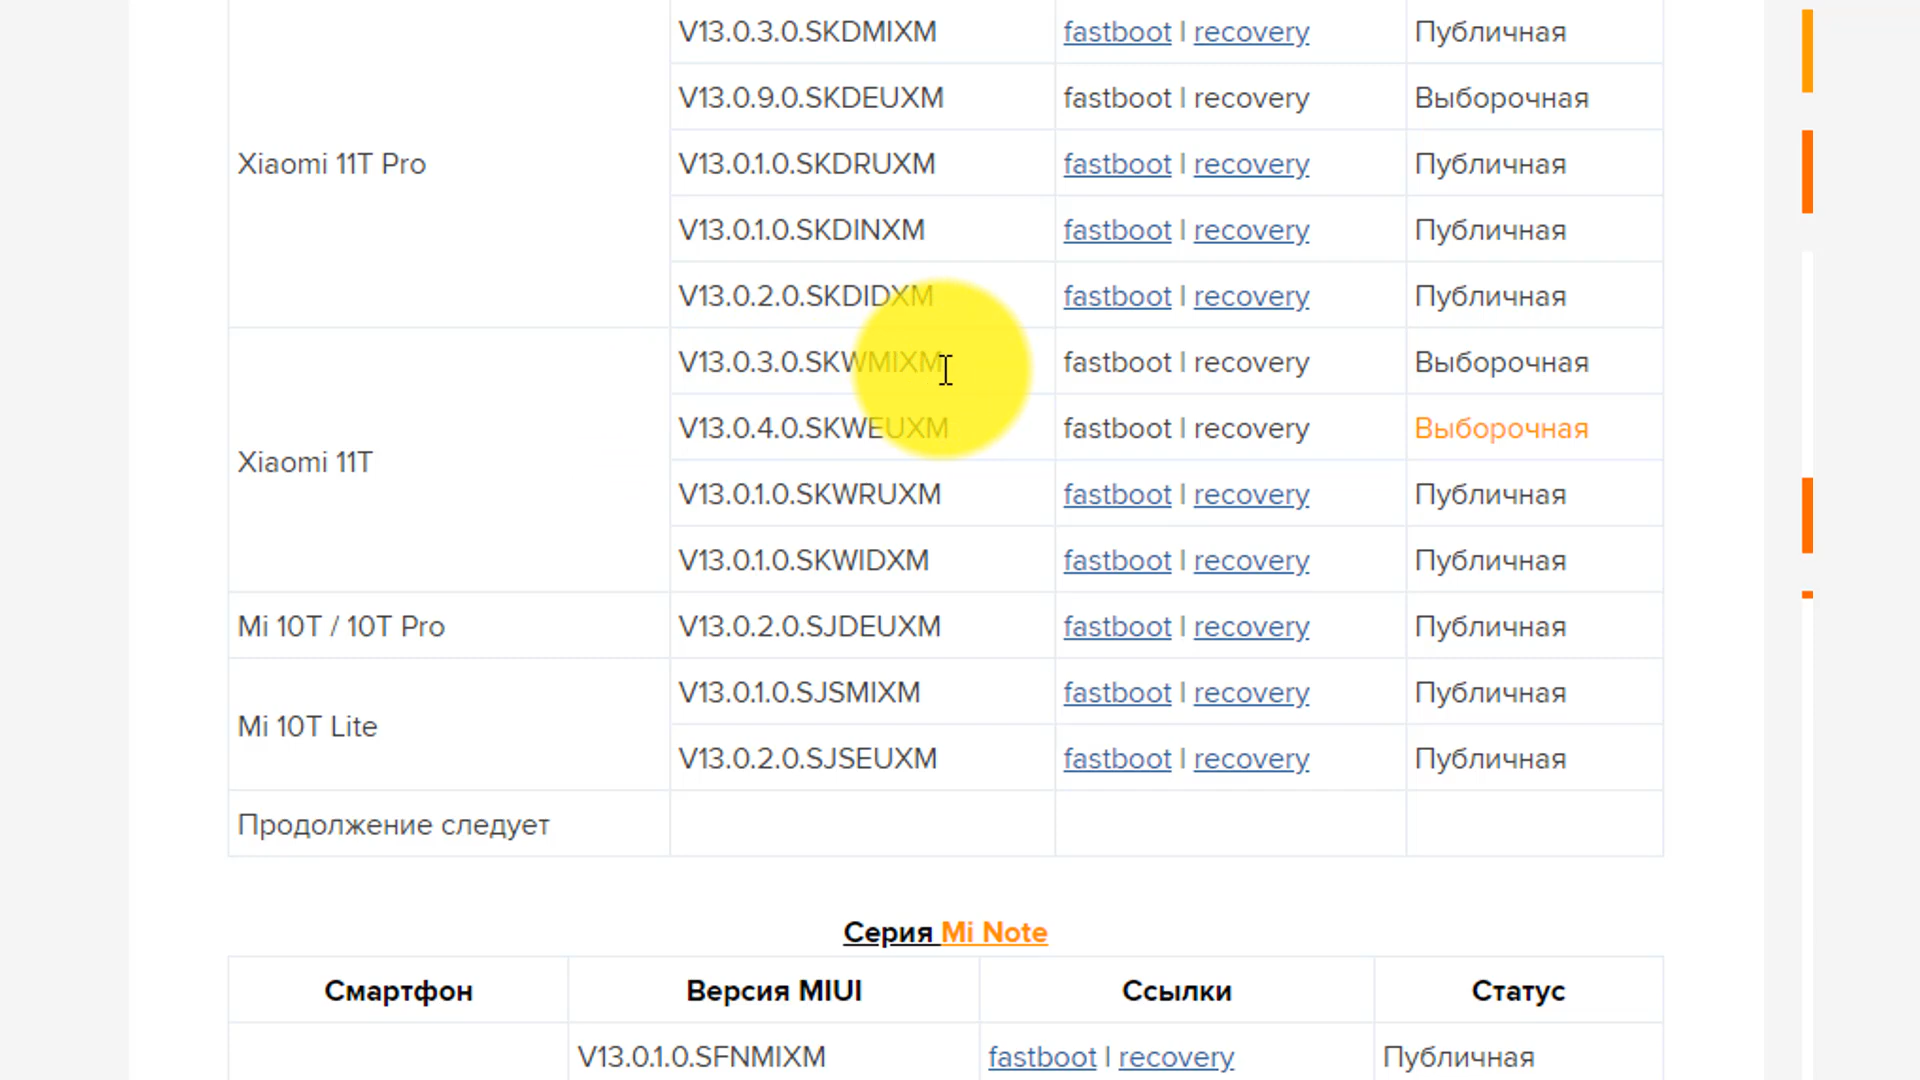 V13.0.3.0.SKDMIXM fastboot | recovery Публичная
V13.0.9.0.SKDEUXM fastboot | recovery Выборочная
Xiaomi 11T Pro V13.0.1.0.SKDRUXM fastboot | recovery Публичная
V13.0.1.0.SKDINXM fastboot | recovery Публичная
V13.0.2.0.SKDIDXM fastboot | recovery Публичная
V13.0.3.0.SKWMIXM fastboot | recovery Выборочная
V13.0.4.0.SKWEUXM fastboot | recovery Выборочная
Xiaomi 11T
V13.0.1.0.SKWRUXM fastboot | recovery Публичная
V13.0.1.0.SKWIDXM fastboot | recovery Публичная
Mi 10T / 10T Pro V13.0.2.0.SJDEUXM fastboot | recovery Публичная
V13.0.1.0.SJSMIXM fastboot | recovery Публичная
Mi 10T Lite
V13.0.2.0.SJSEUXM fastboot | recovery Публичная
Продолжение следует
Серия Mi Note
Смартфон Версия MIUI Ссылки Статус
V13.0.1.0.SFNMIXM fastboot | recovery Публичная